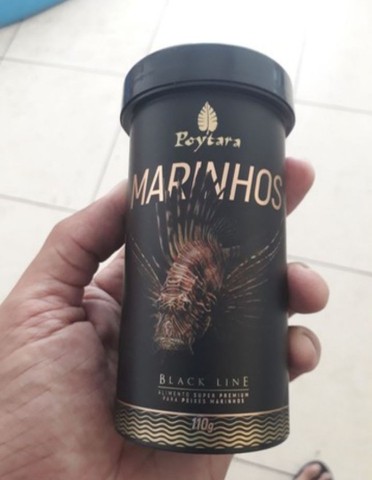 Poytara
MARINHOS
BLACK LINE
ALIMENTO SUPER PREMIUM
PARA PEIXES MARINHOS
110g